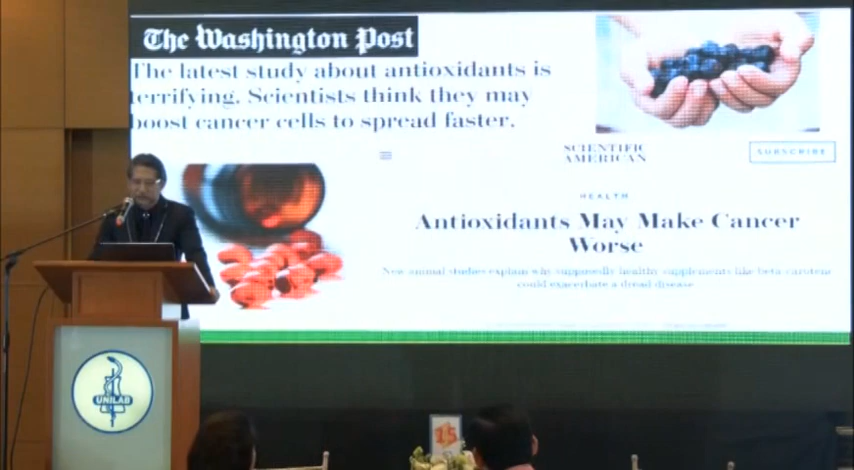 The Washington Post
The latest study about antioxidants is
terrifying. Scientists think they may
boost cancer cells to spread faster.
SCIENTIFIC
AMERICAN
SUBSCRIBE
HEALTH
Antioxidants May Make Cancer
Worse
New animal studies explain why supposedly healthy supplements like beta-carotene
could exacerbate a dread disease
UNILAB
15